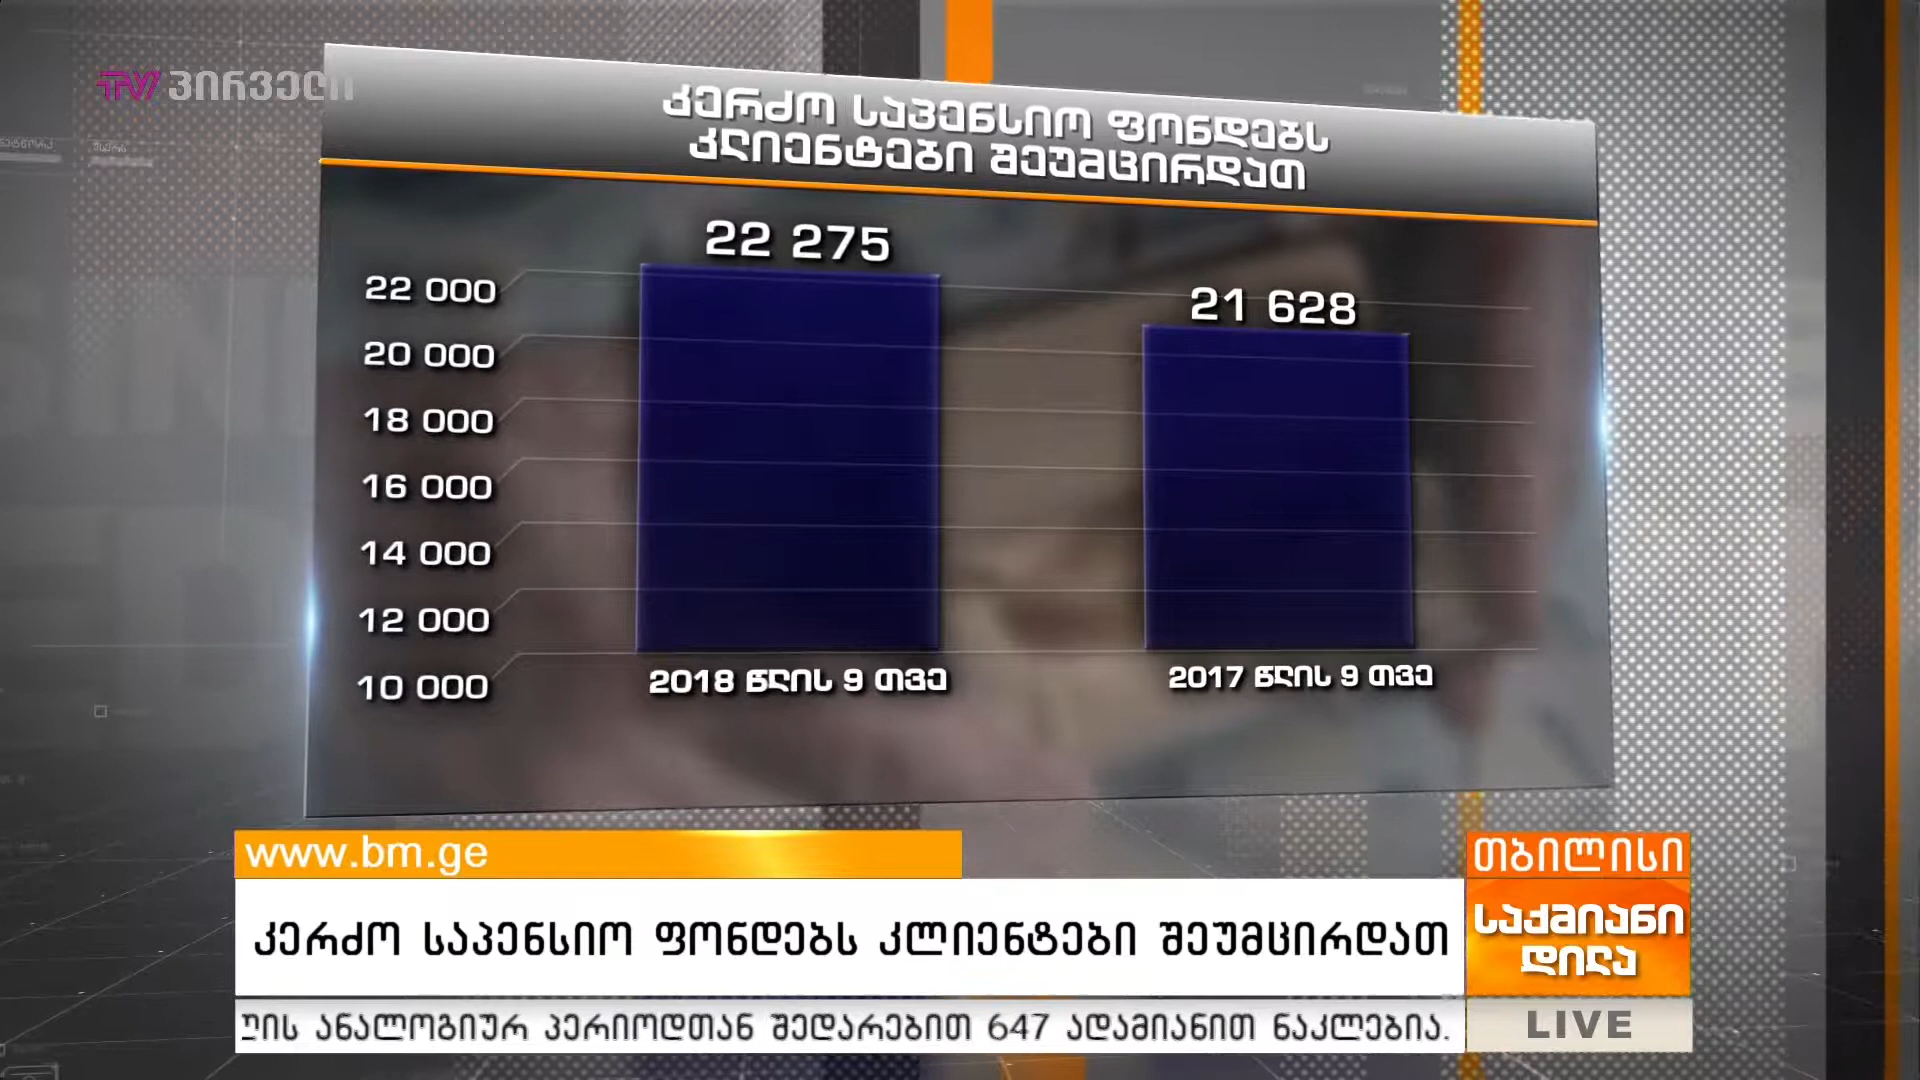 TV პირველი
კერძო საპენსიო ფონდებს
კლიენტები შეუმცირდათ
22 275
21 628
22 000
20 000
18 000
16 000
14 000
12 000
10 000
2018 წლის 9 თვე
2017 წლის 9 თვე
www.bm.ge
კერძო საპენსიო ფონდებს კლიენტები შეუმცირდათ
ლის ანალოგიურ პერიოდთან შედარებით 647 ადამიანით ნაკლებია.
თბილისი
საქმიანი
დილა
LIVE